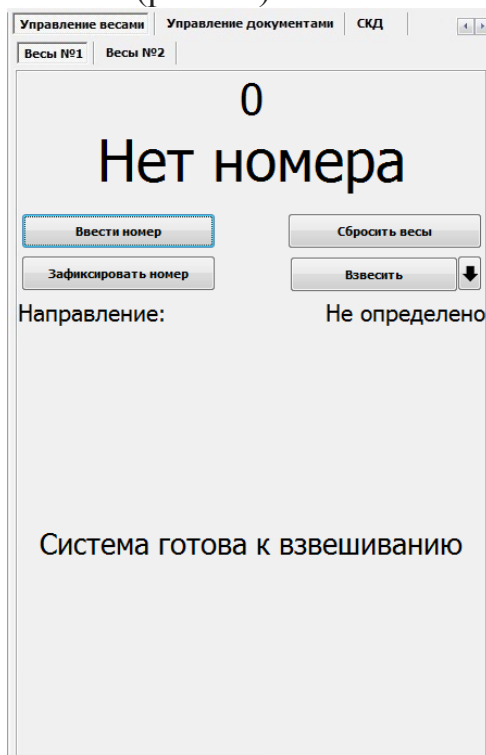 Управление весами Управление документами СКД
Весы №1 Весы №2
0
Нет номера
Ввести номер Сбросить весы
Зафиксировать номер Взвесить
Направление: Не определено
Система готова к взвешиванию